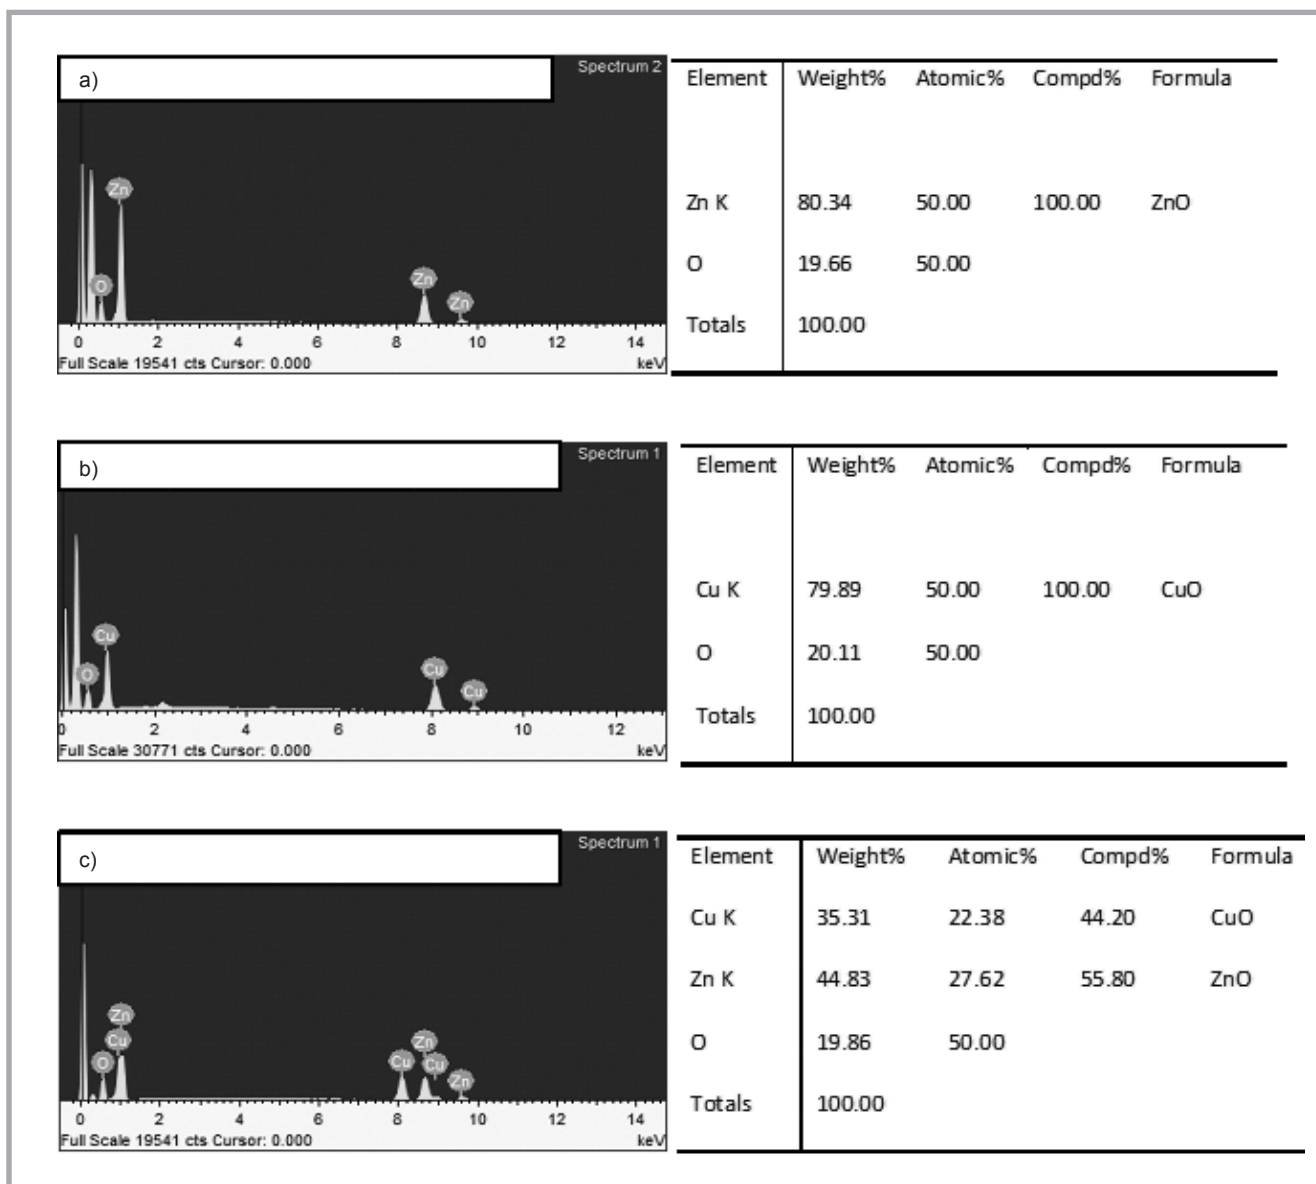 a)
Spectrum 2
Zn
O
Zn
Zn
0 2 4 6 8 10 12 14
Full Scale 19541 cts Cursor: 0.000 keV
Element Weight% Atomic% Compd% Formula
Zn K 80.34 50.00 100.00 ZnO
O 19.66 50.00
Totals 100.00
b)
Spectrum 1
Cu
O
Cu
Cu
0 2 4 6 8 10 12
Full Scale 30771 cts Cursor: 0.000 keV
Element Weight% Atomic% Compd% Formula
Cu K 79.89 50.00 100.00 CuO
O 20.11 50.00
Totals 100.00
c)
Spectrum 1
Zn
Cu
O
Zn
Cu
Cu
Zn
0 2 4 6 8 10 12 14
Full Scale 19541 cts Cursor: 0.000 keV
Element Weight% Atomic% Compd% Formula
Cu K 35.31 22.38 44.20 CuO
Zn K 44.83 27.62 55.80 ZnO
O 19.86 50.00
Totals 100.00